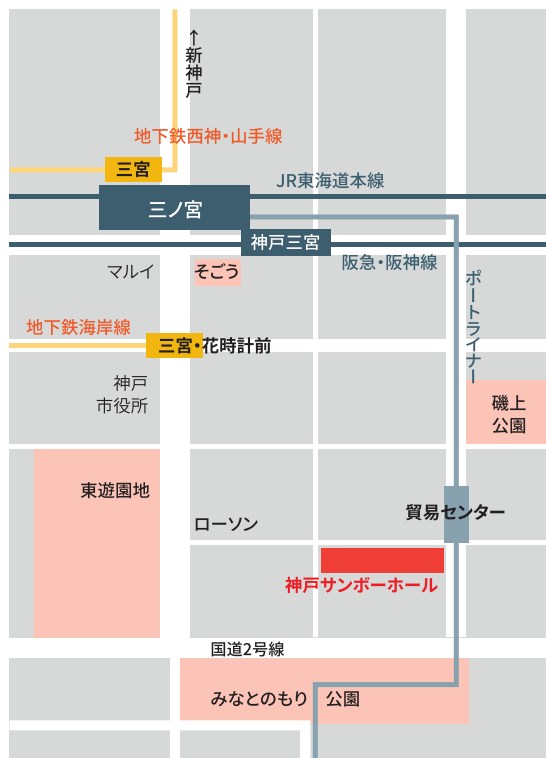 ↑新神戸
地下鉄西神・山手線
三宮
JR東海道本線
三ノ宮
神戸三宮
阪急・阪神線
マルイ
そごう
ポートライナー
地下鉄海岸線
三宮・花時計前
神戸
市役所
磯上
公園
東遊園地
貿易センター
ローソン
神戸サンボーホール
国道2号線
みなとのもり 公園